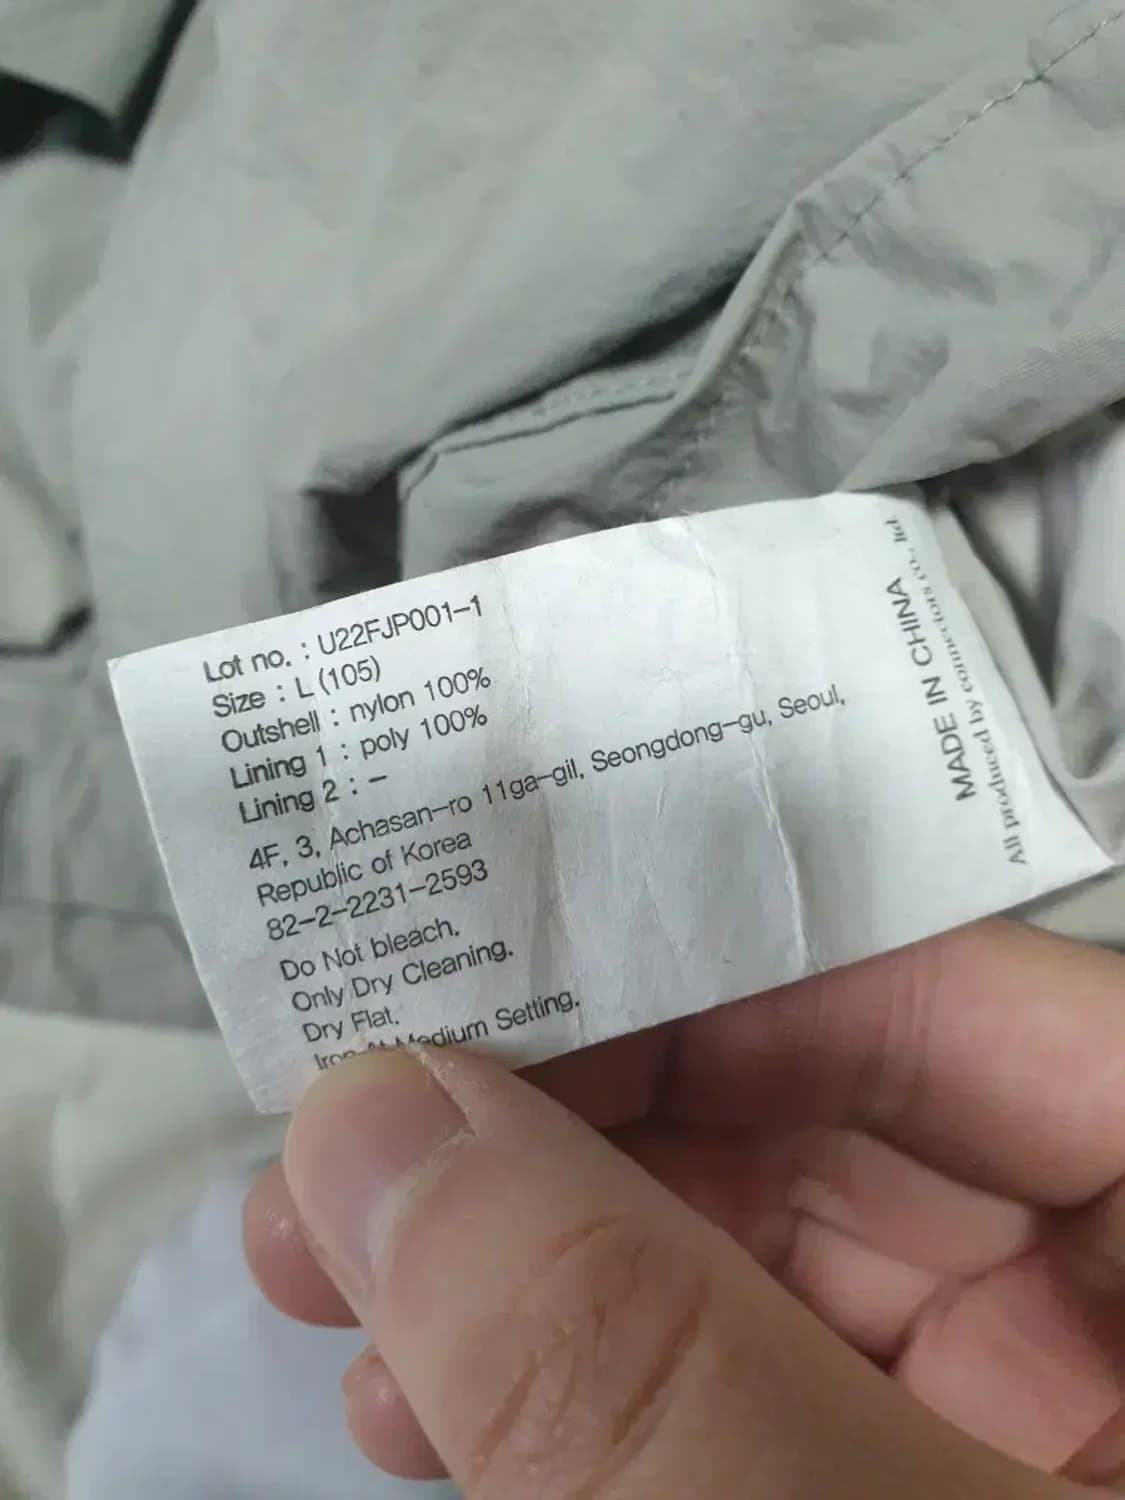 Lot no. : U22FJP001-1
Size : L (105)
Outshell : nylon 100%
Lining 1 : poly 100%
Lining 2 : -
4F, 3, Achasan-ro 11ga-gil, Seongdong-gu, Seoul,
Republic of Korea
82-2-2231-2593
Do Not bleach.
Only Dry Cleaning.
Dry Flat.
Iron At Medium Setting.
MADE IN CHINA
All produced by connectors co., ltd.